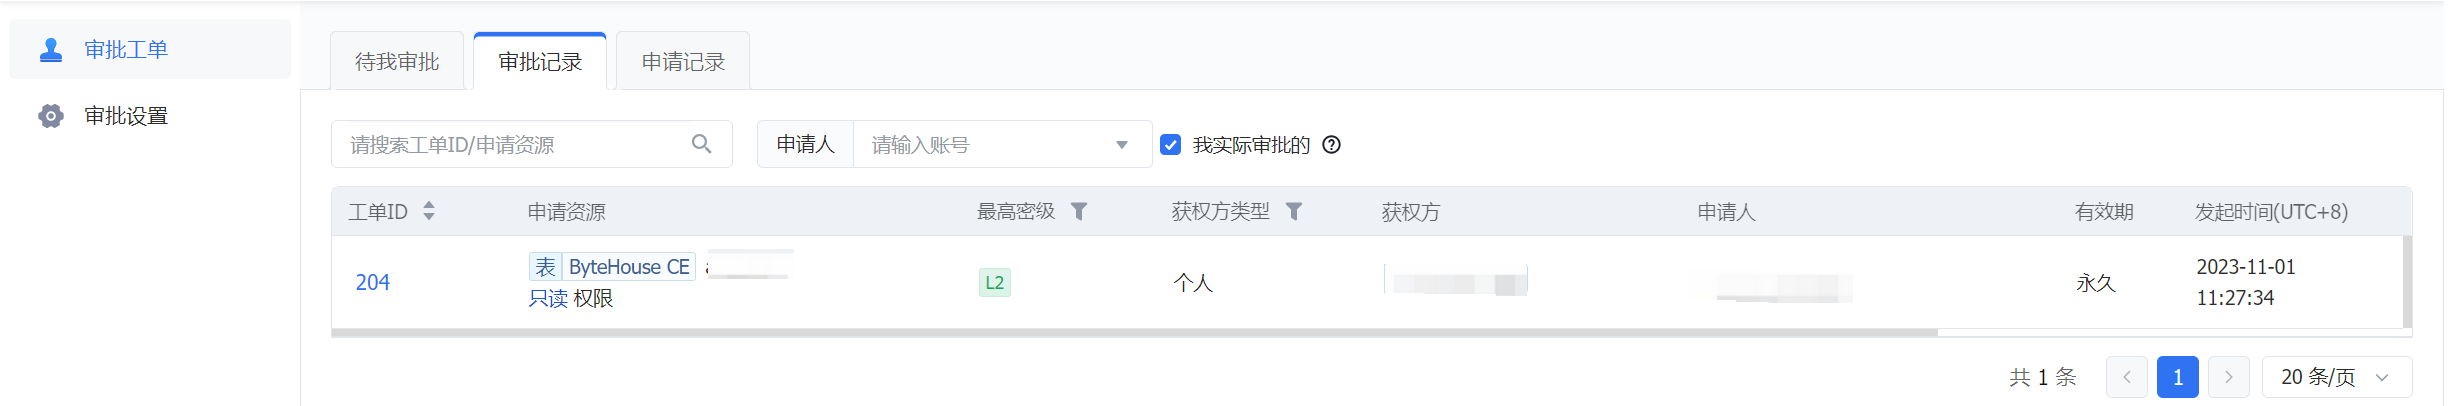 审批工单
审批设置
待我审批 审批记录 申请记录
请搜索工单ID/申请资源 申请人 请输入账号 我实际审批的
工单ID 申请资源 最高密级 获权方类型 获权方 申请人 有效期 发起时间(UTC+8)
204 表 ByteHouse CE L2 个人 永久 2023-11-01
只读 权限 11:27:34
共 1 条 1 20 条/页